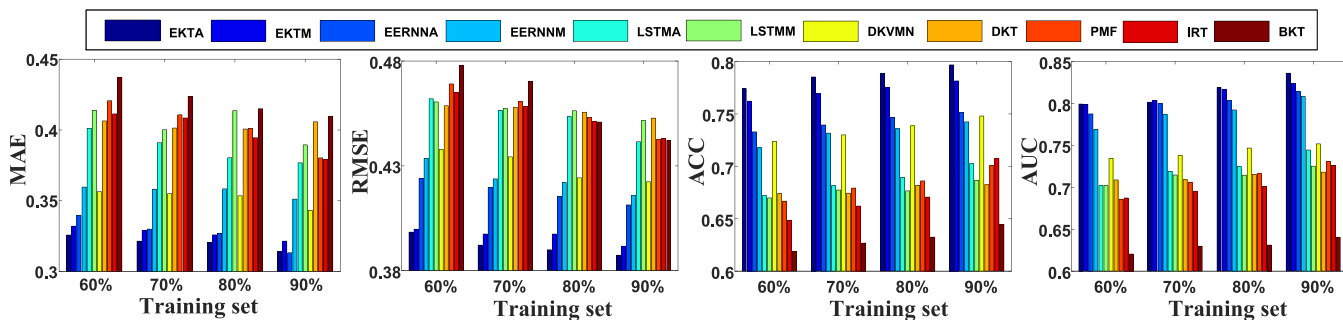 EKTA EKTM EERNNA EERNNM LSTMA LSTMM DKVMN DKT PMF IRT BKT
MAE
0.45
0.4
0.35
0.3
60% 70% 80% 90%
Training set
RMSE
0.48
0.43
0.38
60% 70% 80% 90%
Training set
ACC
0.8
0.75
0.7
0.65
0.6
60% 70% 80% 90%
Training set
AUC
0.85
0.8
0.75
0.7
0.65
0.6
60% 70% 80% 90%
Training set